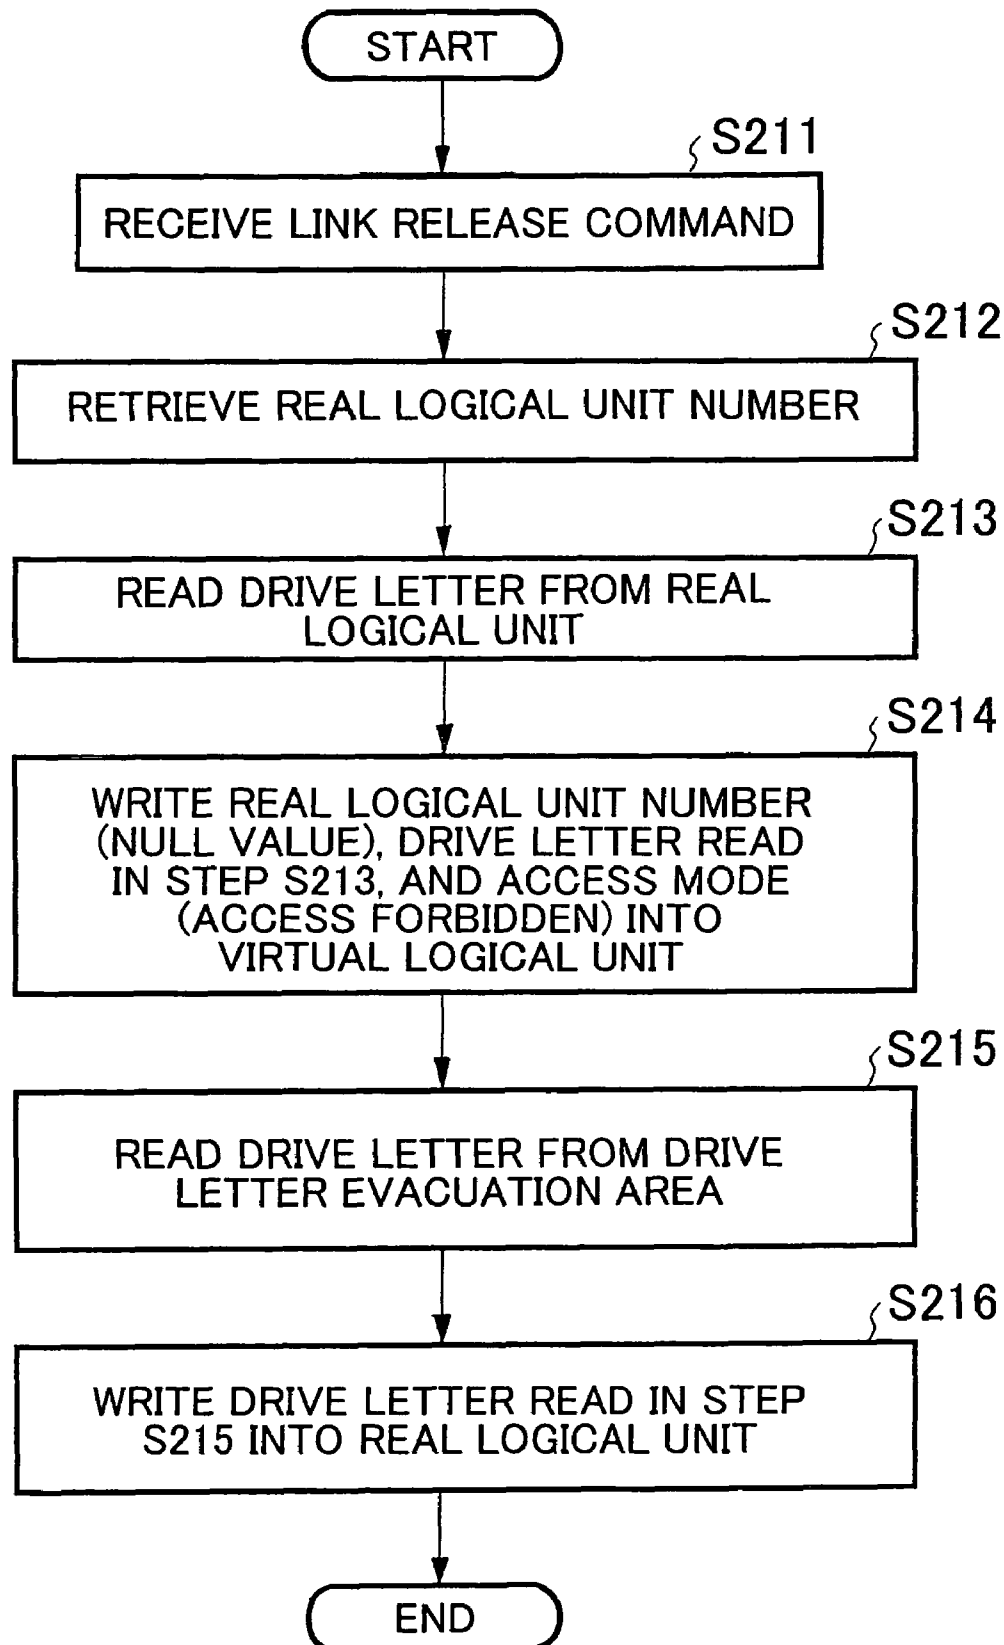 START
S211
RECEIVE LINK RELEASE COMMAND
S212
RETRIEVE REAL LOGICAL UNIT NUMBER
S213
READ DRIVE LETTER FROM REAL
LOGICAL UNIT
S214
WRITE REAL LOGICAL UNIT NUMBER
(NULL VALUE), DRIVE LETTER READ
IN STEP S213, AND ACCESS MODE
(ACCESS FORBIDDEN) INTO
VIRTUAL LOGICAL UNIT
S215
READ DRIVE LETTER FROM DRIVE
LETTER EVACUATION AREA
S216
WRITE DRIVE LETTER READ IN STEP
S215 INTO REAL LOGICAL UNIT
END